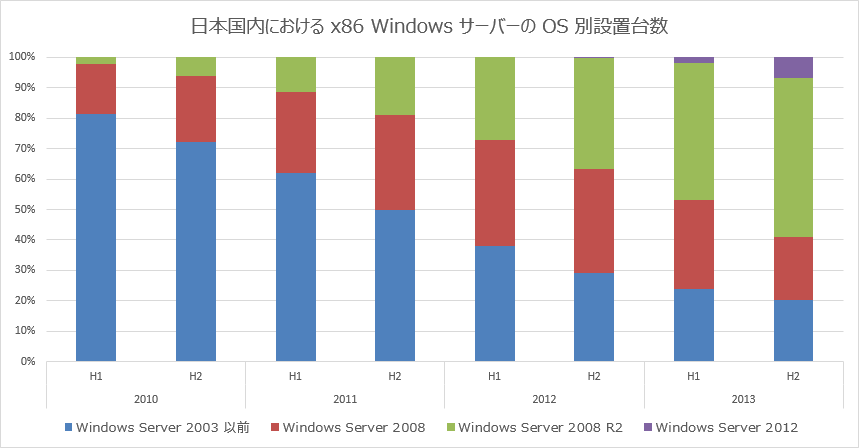 日本国内における x86 Windows サーバーの OS 別設置台数
100%
90%
80%
70%
60%
50%
40%
30%
20%
10%
0%
H1 H2 H1 H2 H1 H2 H1 H2
2010 2011 2012 2013
Windows Server 2003 以前 Windows Server 2008 Windows Server 2008 R2 Windows Server 2012